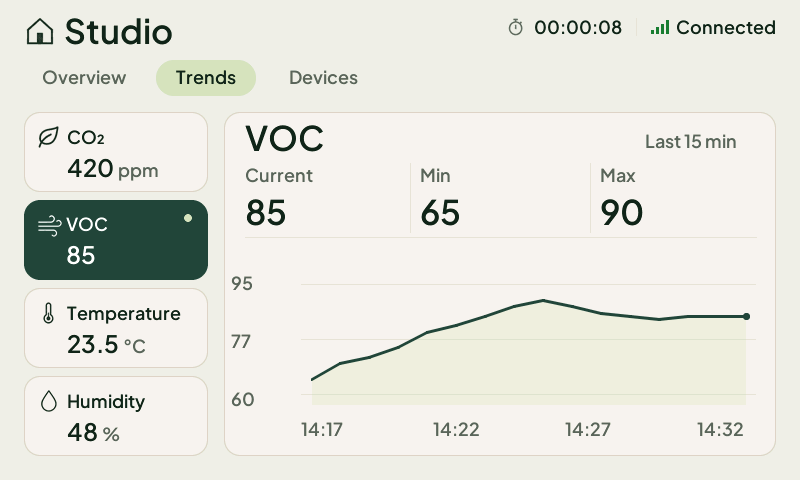 Studio
00:00:08
Connected
Overview
Trends
Devices
CO₂
420 ppm
VOC
85
Temperature
23.5 °C
Humidity
48 %
VOC
Last 15 min
Current
Min
Max
85
65
90
95
77
60
14:17
14:22
14:27
14:32